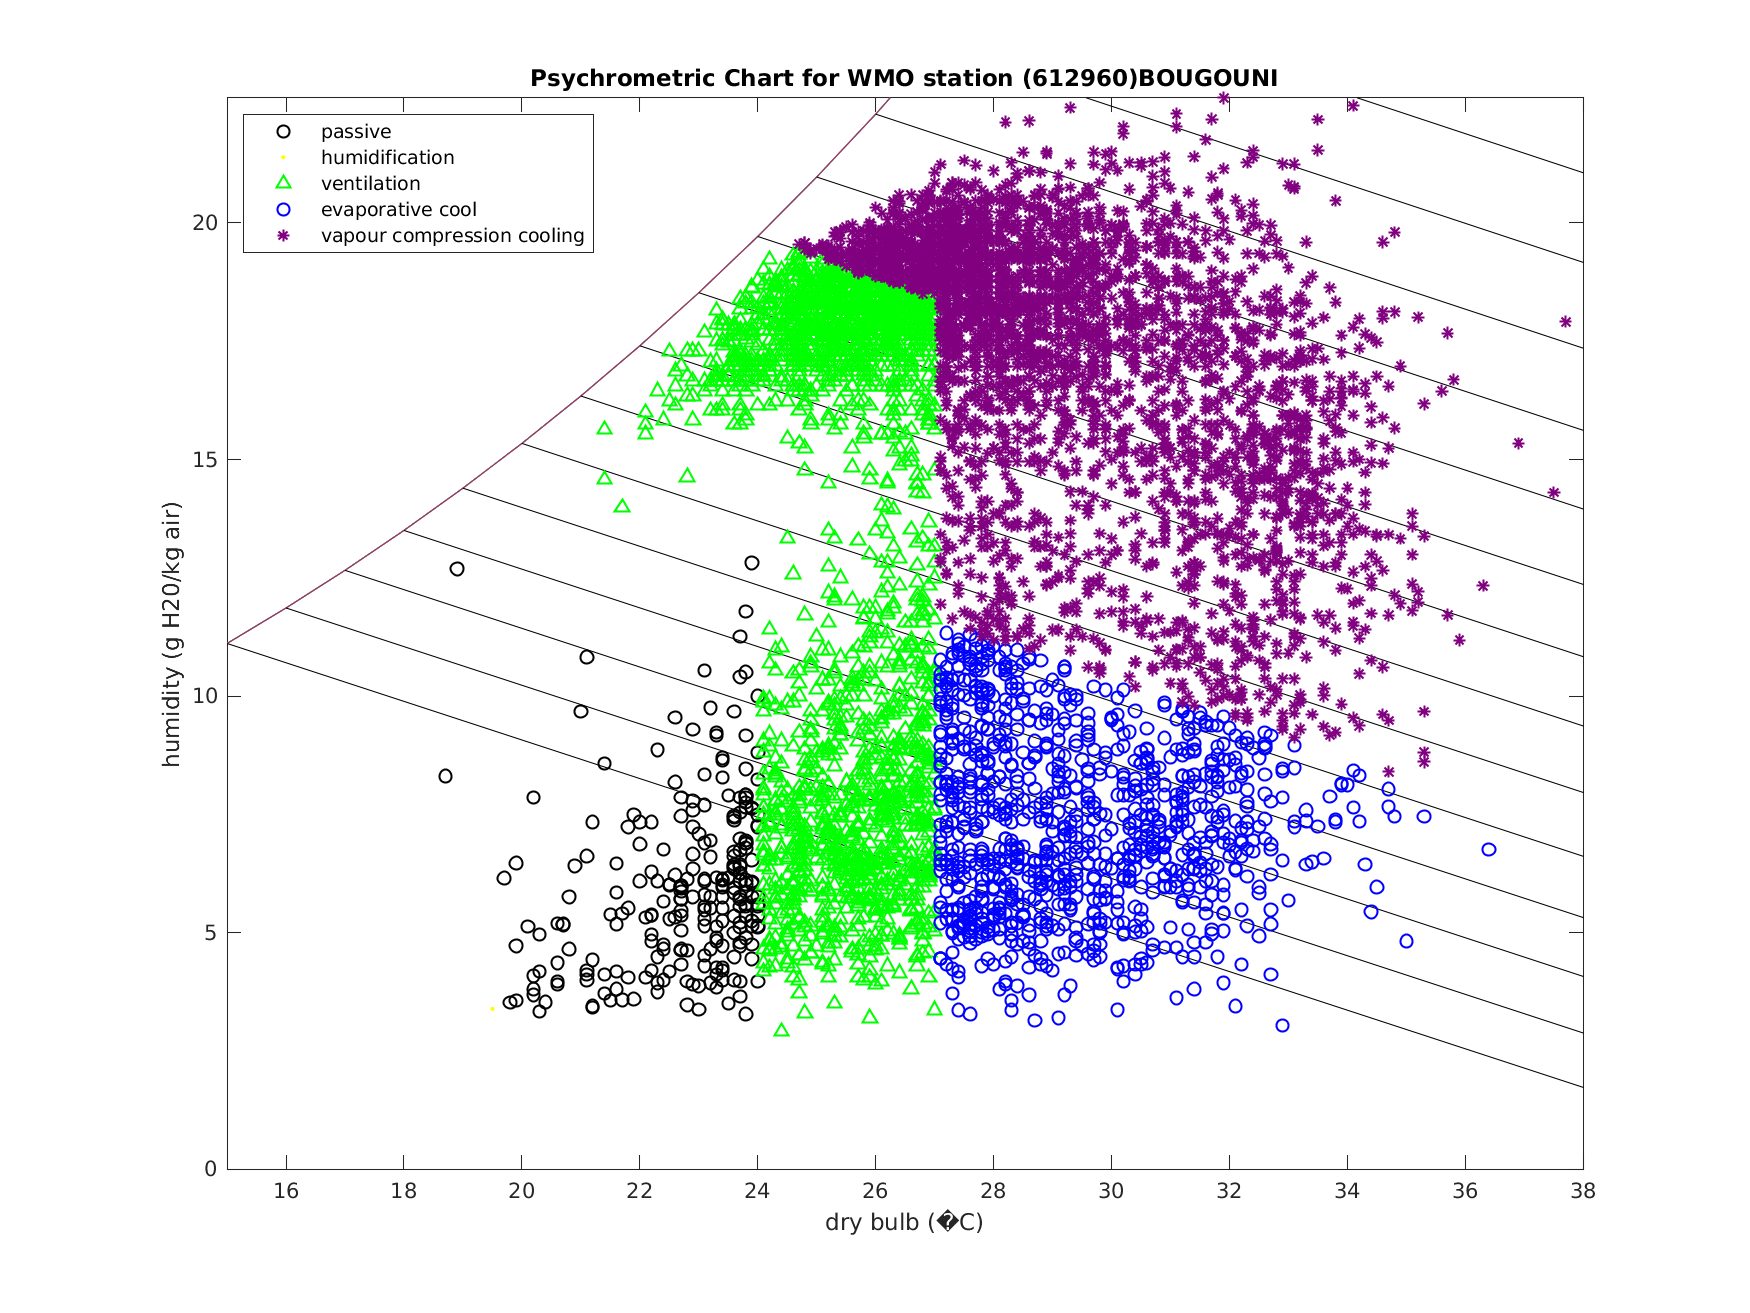 Psychrometric Chart for WMO station (612960)BOUGOUNI
passive
humidification
ventilation
evaporative cool
vapour compression cooling
humidity (g H20/kg air)
20
15
10
5
0
16 18 20 22 24 26 28 30 32 34 36 38
dry bulb (�C)